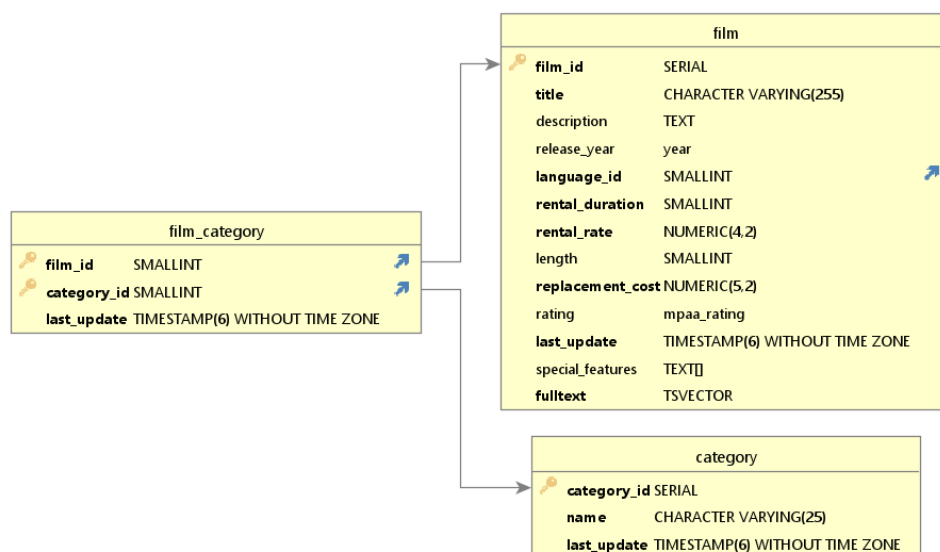 film
film_id SERIAL
title CHARACTER VARYING(255)
description TEXT
release_year year
language_id SMALLINT
rental_duration SMALLINT
rental_rate NUMERIC(4,2)
length SMALLINT
replacement_cost NUMERIC(5,2)
rating mpaa_rating
last_update TIMESTAMP(6) WITHOUT TIME ZONE
special_features TEXT[]
fulltext TSVECTOR
film_category
film_id SMALLINT
category_id SMALLINT
last_update TIMESTAMP(6) WITHOUT TIME ZONE
category
category_id SERIAL
name CHARACTER VARYING(25)
last_update TIMESTAMP(6) WITHOUT TIME ZONE